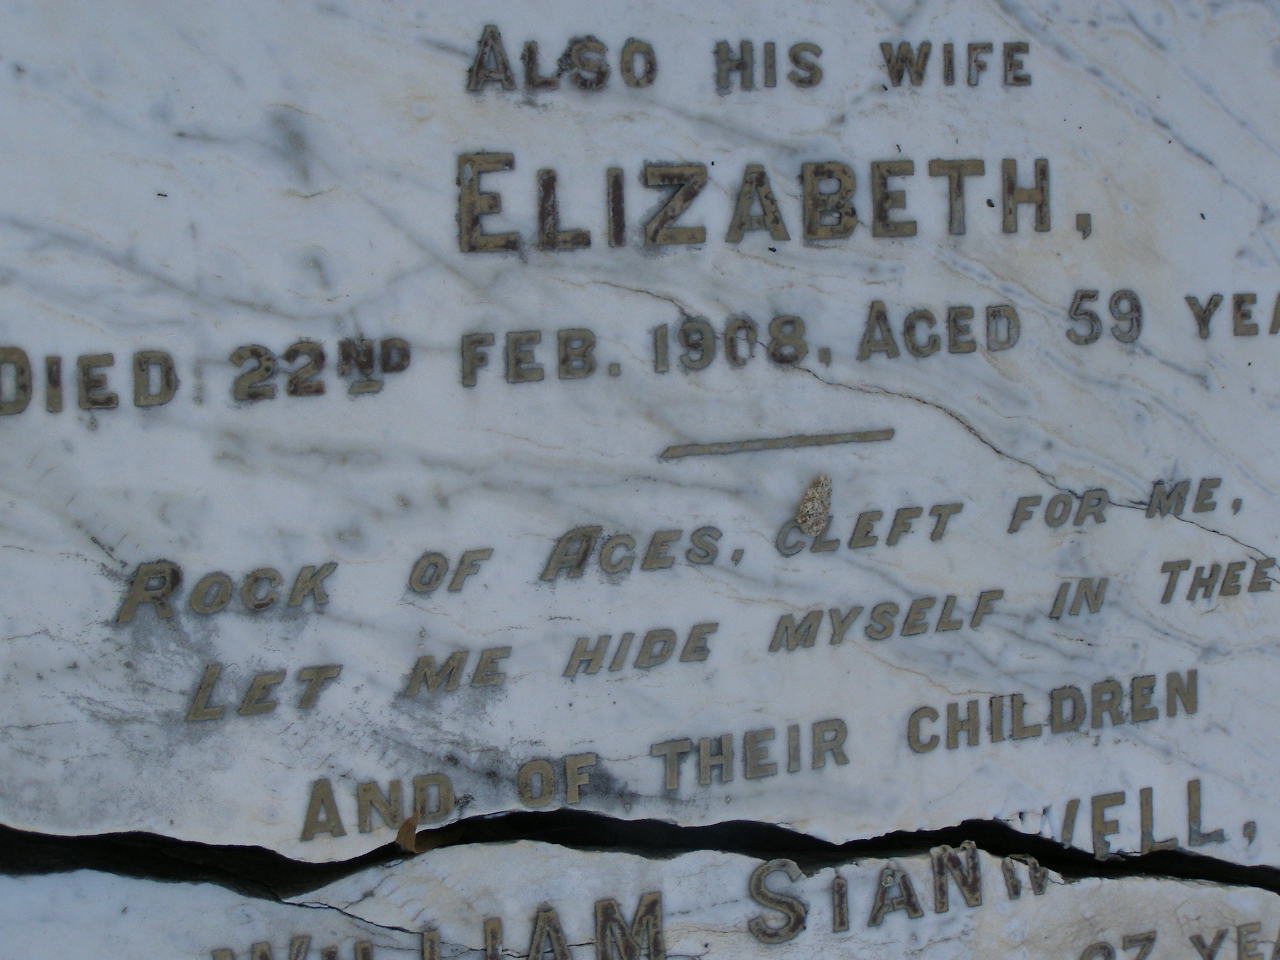 ALSO HIS WIFE
ELIZABETH,
DIED 22ND FEB. 1908, AGED 59
ROCK OF AGES, CLEFT FOR ME,
LET ME HIDE MYSELF IN THEE
AND OF THEIR CHILDREN
WILLIAM